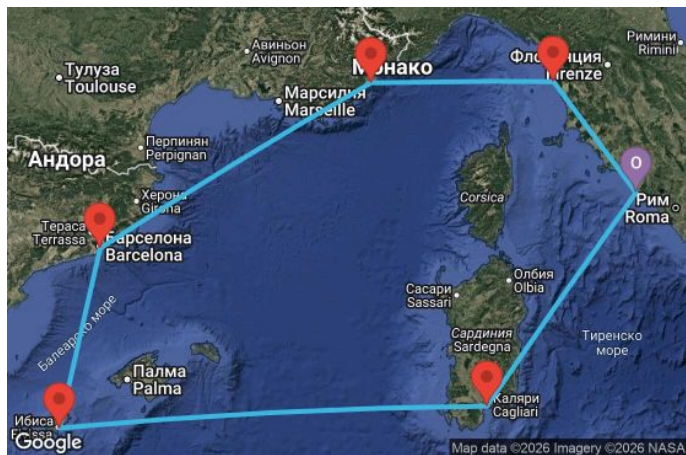 Римини
Rimini
Авиньон
Avignon
Тулуза
Toulouse
Монако
Firenze
Марсилия
Marseille
Перпинян
Perpignan
Андора
Херона
Girona
O
Рим
Roma
Corsica
Тераса
Terrassa
Барселона
Barcelona
Олбия
Olbia
Сасари
Sassari
Балеарско море
Сардиния
Sardegna
Тиренско
море
Палма
Palma
Каляри
Cagliari
Ибиса
Google
Map data ©2026 Imagery ©2026 NASA